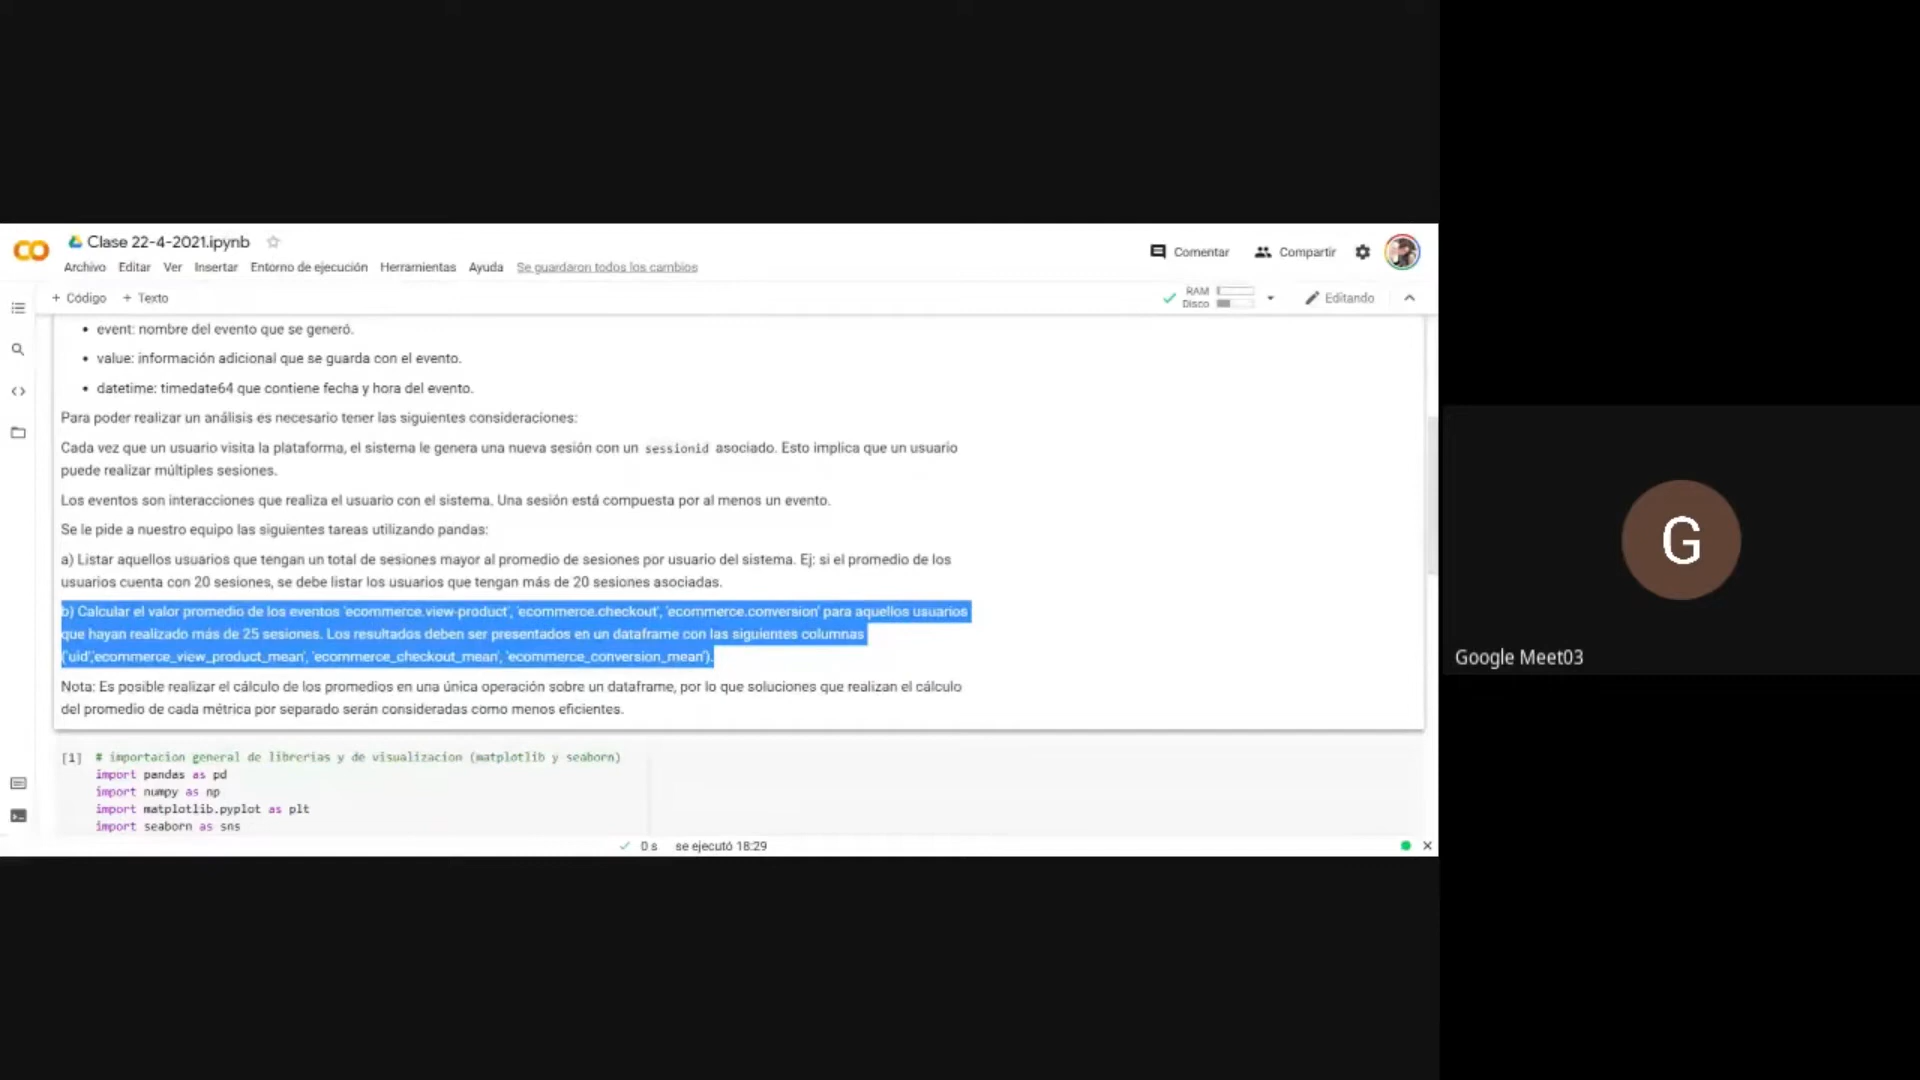 Clase 22-4-2021.ipynb
Comentar
Compartir
Archivo Editar Ver Insertar Entorno de ejecución Herramientas Ayuda Se guardaron todos los cambios
+ Código + Texto
RAM
Disco
Editando
• event: nombre del evento que se generó.
• value: información adicional que se guarda con el evento.
• datetime: timedate64 que contiene fecha y hora del evento.
Para poder realizar un análisis es necesario tener las siguientes consideraciones:
Cada vez que un usuario visita la plataforma, el sistema le genera una nueva sesión con un sessionid asociado. Esto implica que un usuario
puede realizar múltiples sesiones.
Los eventos son interacciones que realiza el usuario con el sistema. Una sesión está compuesta por al menos un evento.
Se le pide a nuestro equipo las siguientes tareas utilizando pandas:
a) Listar aquellos usuarios que tengan un total de sesiones mayor al promedio de sesiones por usuario del sistema. Ej: si el promedio de los
usuarios cuenta con 20 sesiones, se debe listar los usuarios que tengan más de 20 sesiones asociadas.
b) Calcular el valor promedio de los eventos 'ecommerce.view-product', 'ecommerce.checkout', 'ecommerce.conversion' para aquellos usuarios
que hayan realizado más de 25 sesiones. Los resultados deben ser presentados en un dataframe con las siguientes columnas
('uid','ecommerce_view_product_mean', 'ecommerce_checkout_mean', 'ecommerce_conversion_mean').
Nota: Es posible realizar el cálculo de los promedios en una única operación sobre un dataframe, por lo que soluciones que realizan el cálculo
del promedio de cada métrica por separado serán consideradas como menos eficientes.
[1] # importacion general de librerias y de visualizacion (matplotlib y seaborn)
import pandas as pd
import numpy as np
import matplotlib.pyplot as plt
import seaborn as sns
0 s se ejecutó 18:29
G
Google Meet03